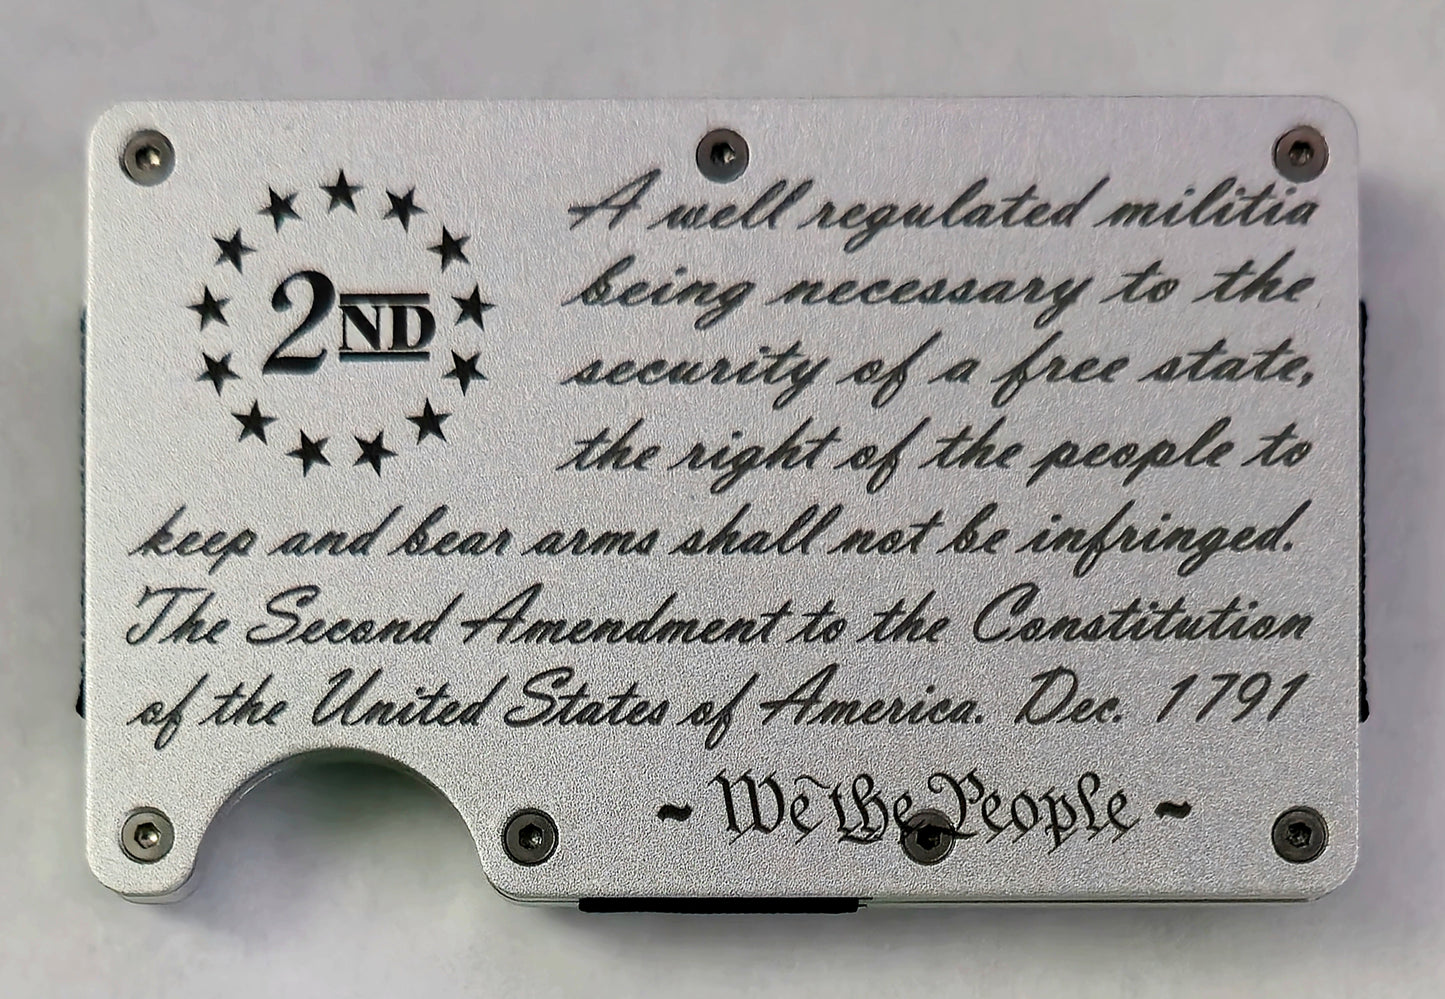 2ND
A well regulated militia
being necessary to the
security of a free state,
the right of the people to
keep and bear arms shall not be infringed.
The Second Amendment to the Constitution
of the United States of America. Dec. 1791
~ We the People ~